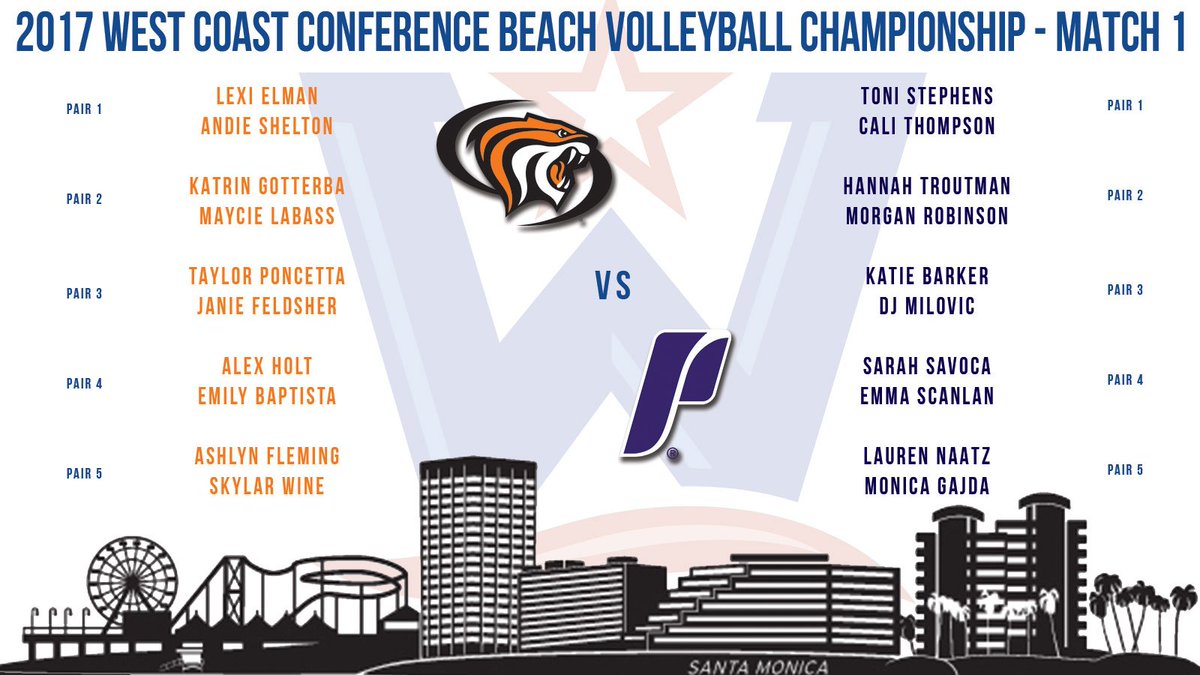 2017 WEST COAST CONFERENCE BEACH VOLLEYBALL CHAMPIONSHIP - MATCH 1
PAIR 1
LEXI ELMAN
ANDIE SHELTON
PAIR 2
KATRIN GOTTERBA
MAYCIE LABASS
PAIR 3
TAYLOR PONCETTA
JANIE FELDSHER
PAIR 4
ALEX HOLT
EMILY BAPTISTA
PAIR 5
ASHLYN FLEMING
SKYLAR WINE
VS
P
®
TONI STEPHENS
CALI THOMPSON
PAIR 1
HANNAH TROUTMAN
MORGAN ROBINSON
PAIR 2
KATIE BARKER
DJ MILOVIC
PAIR 3
SARAH SAVOCA
EMMA SCANLAN
PAIR 4
LAUREN NAATZ
MONICA GAJDA
PAIR 5
W
SANTA MONICA